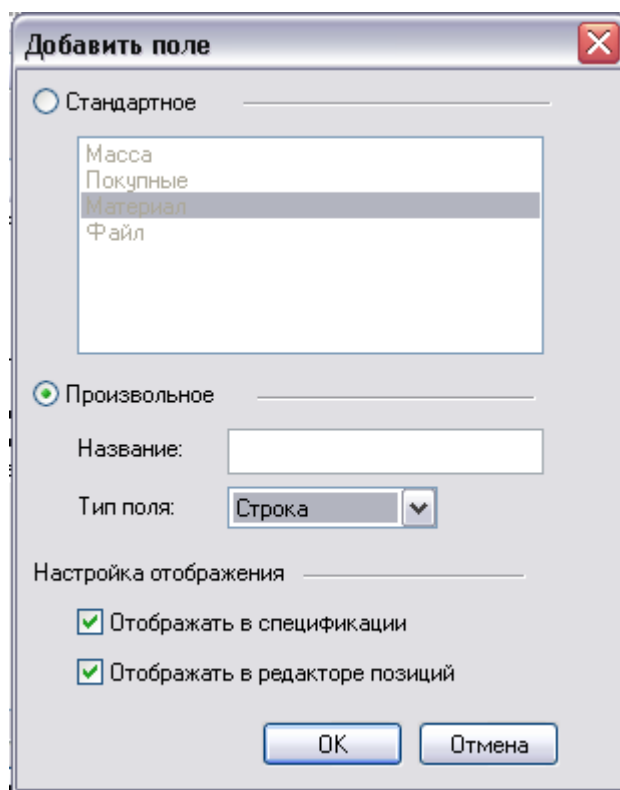 Добавить поле
Стандартное
Масса
Покупные
Материал
Файл
Произвольное
Название:
Тип поля: Строка
Настройка отображения
Отображать в спецификации
Отображать в редакторе позиций
OK Отмена